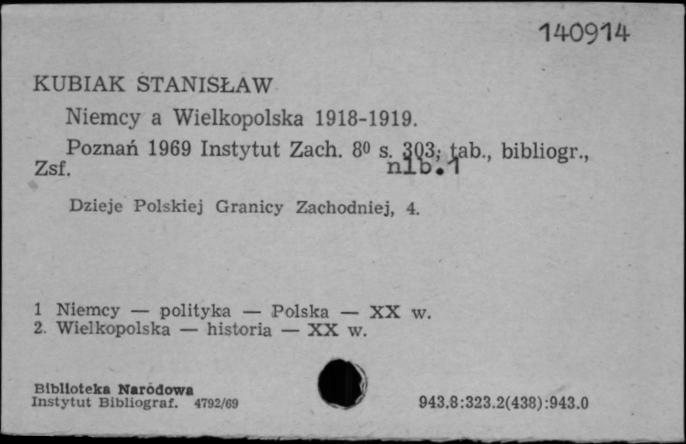 140914
KUBIAK STANISŁAW
Niemcy a Wielkopolska 1918-1919.
Poznań 1969 Instytut Zach. 8⁰ s. 303; tab., bibliogr.,
Zsf. nlb.1
Dzieje Polskiej Granicy Zachodniej, 4.
1 Niemcy — polityka — Polska — XX w.
2. Wielkopolska — historia — XX w.
Biblioteka Narodowa
Instytut Bibliograf. 4792/69
943.8:323.2(438):943.0